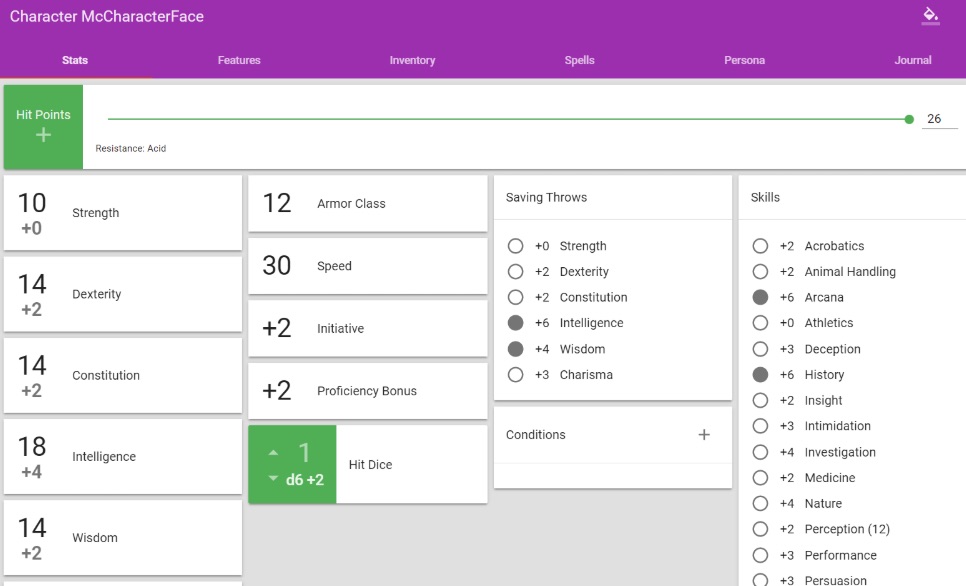 Character McCharacterFace
Stats Features Inventory Spells Persona Journal
Hit Points
26
Resistance: Acid
10
+0
Strength
14
+2
Dexterity
14
+2
Constitution
18
+4
Intelligence
14
+2
Wisdom
12 Armor Class
30 Speed
+2 Initiative
+2 Proficiency Bonus
1
d6 +2
Hit Dice
Saving Throws
+0 Strength
+2 Dexterity
+2 Constitution
+6 Intelligence
+4 Wisdom
+3 Charisma
Conditions +
Skills
+2 Acrobatics
+2 Animal Handling
+6 Arcana
+0 Athletics
+3 Deception
+6 History
+2 Insight
+3 Intimidation
+4 Investigation
+2 Medicine
+4 Nature
+2 Perception (12)
+3 Performance
+3 Persuasion